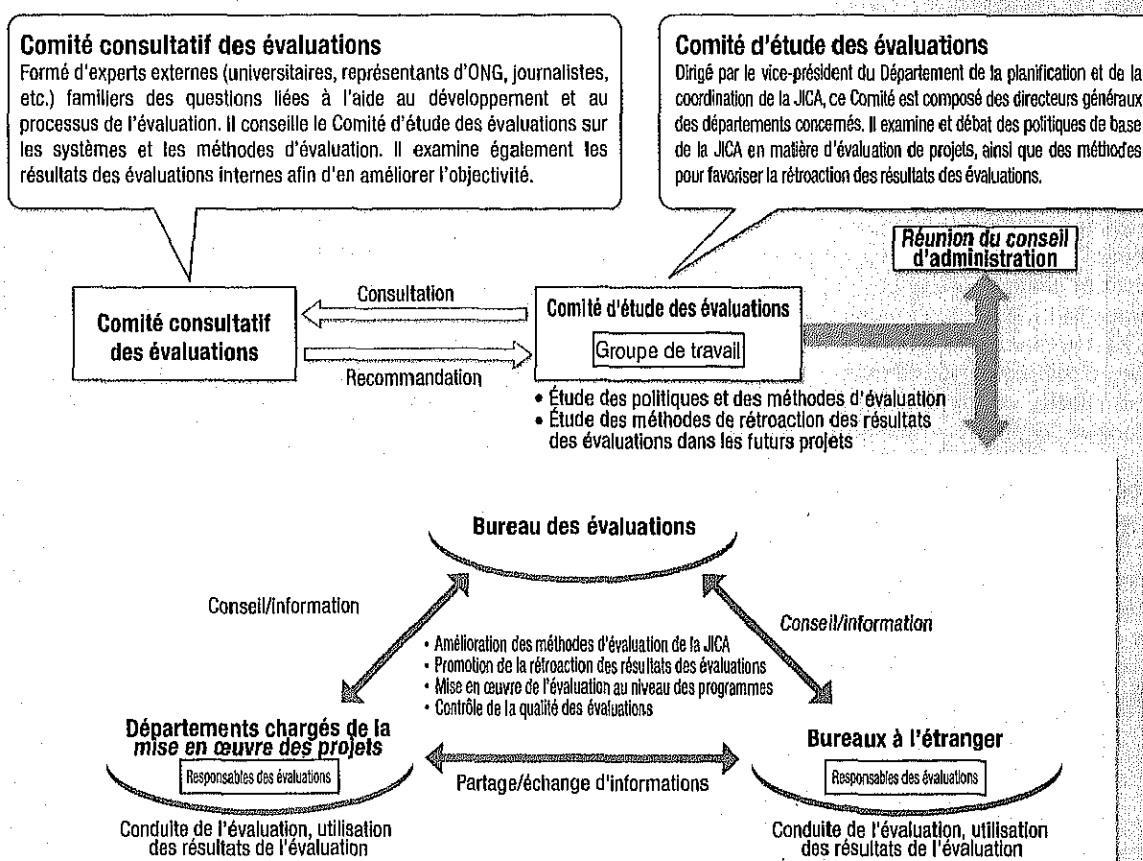 Comité consultatif des évaluations
Formé d'experts externes (universitaires, représentants d'ONG, journalistes,
etc.) familiers des questions liées à l'aide au développement et au
processus de l'évaluation. Il conseille le Comité d'étude des évaluations sur
les systèmes et les méthodes d'évaluation. Il examine également les
résultats des évaluations internes afin d'en améliorer l'objectivité.
Comité d'étude des évaluations
Dirigé par le vice-président du Département de la planification et de la
coordination de la JICA, ce Comité est composé des directeurs généraux
des départements concernés. Il examine et débat des politiques de base
de la JICA en matière d'évaluation de projets, ainsi que des méthodes
pour favoriser la rétroaction des résultats des évaluations.
Réunion du conseil
d'administration
Comité consultatif
des évaluations
Consultation
Recommandation
Comité d'étude des évaluations
Groupe de travail
• Étude des politiques et des méthodes d'évaluation
• Étude des méthodes de rétroaction des résultats
des évaluations dans les futurs projets
Bureau des évaluations
Conseil/information
Conseil/information
• Amélioration des méthodes d'évaluation de la JICA
• Promotion de la rétroaction des résultats des évaluations
• Mise en œuvre de l'évaluation au niveau des programmes
• Contrôle de la qualité des évaluations
Départements chargés de la
mise en œuvre des projets
Responsables des évaluations
Conduite de l'évaluation, utilisation
des résultats de l'évaluation
Partage/échange d'informations
Bureaux à l'étranger
Responsables des évaluations
Conduite de l'évaluation, utilisation
des résultats de l'évaluation